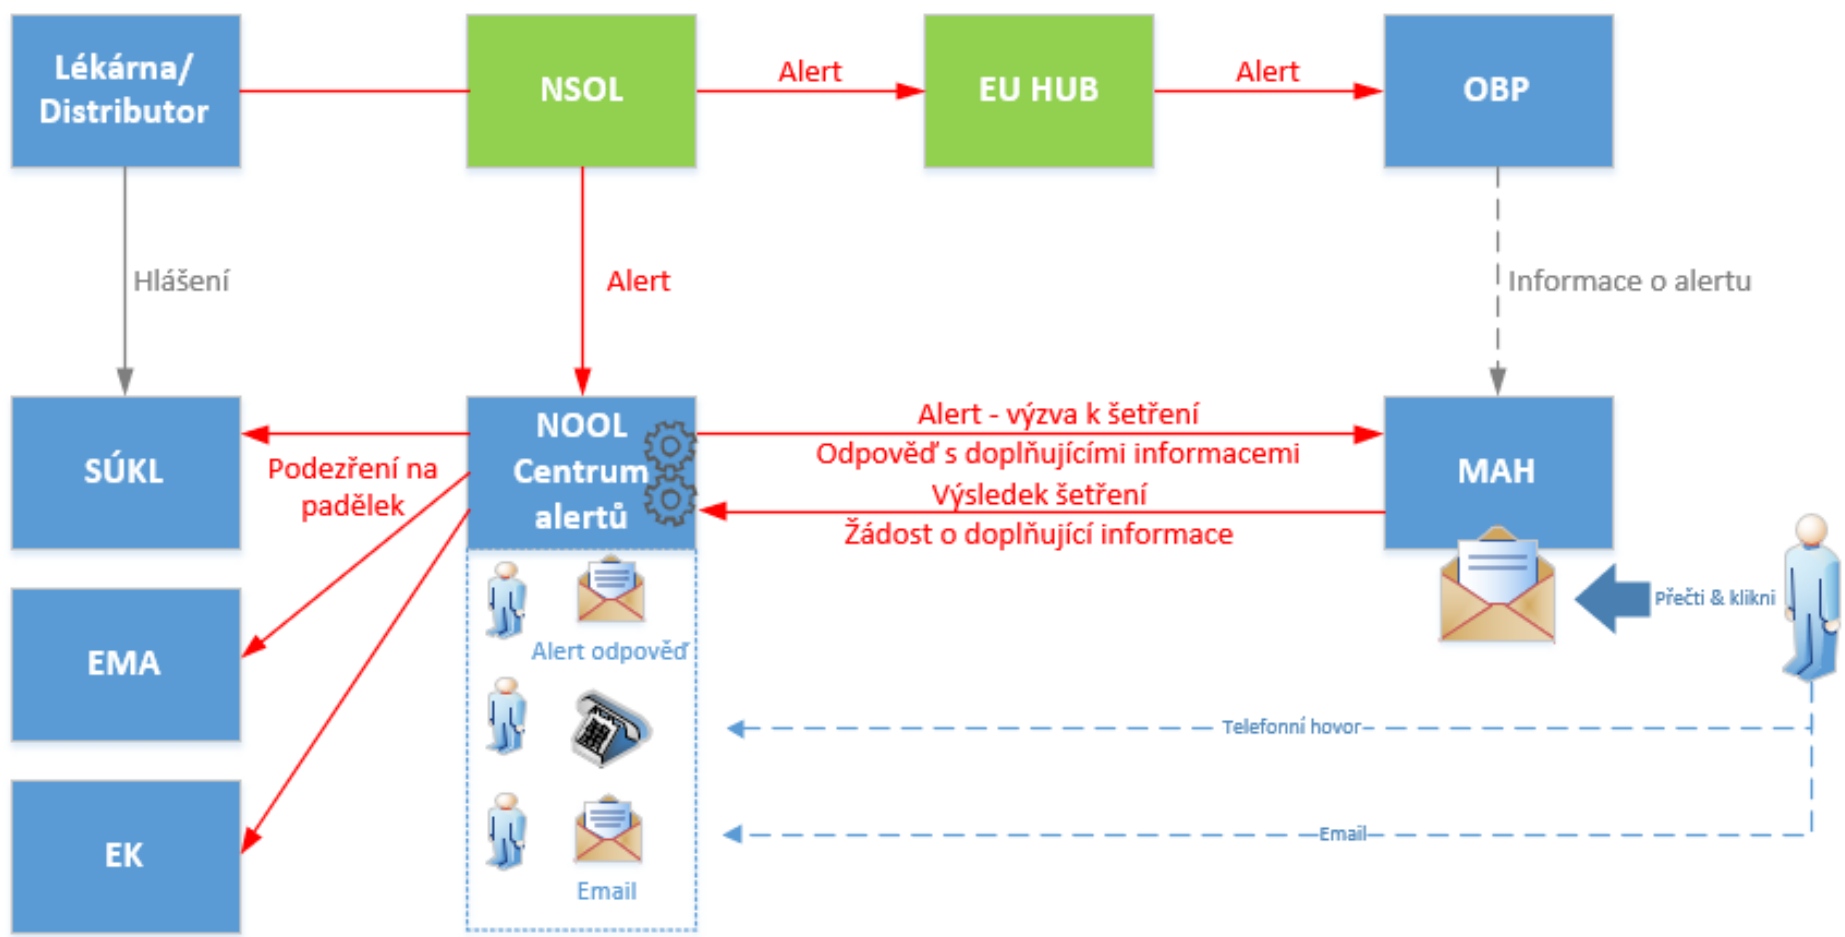 Lékárna/
Distributor
NSOL
Alert
EU HUB
Alert
OBP
Hlášení
Alert
Informace o alertu
SÚKL
Podezření na
padělek
NOOL
Centrum
alertů
Alert - výzva k šetření
Odpověď s doplňujícími informacemi
Výsledek šetření
Žádost o doplňující informace
MAH
Přečti & klikni
EMA
Alert odpověď
Telefonní hovor
EK
Email
Email